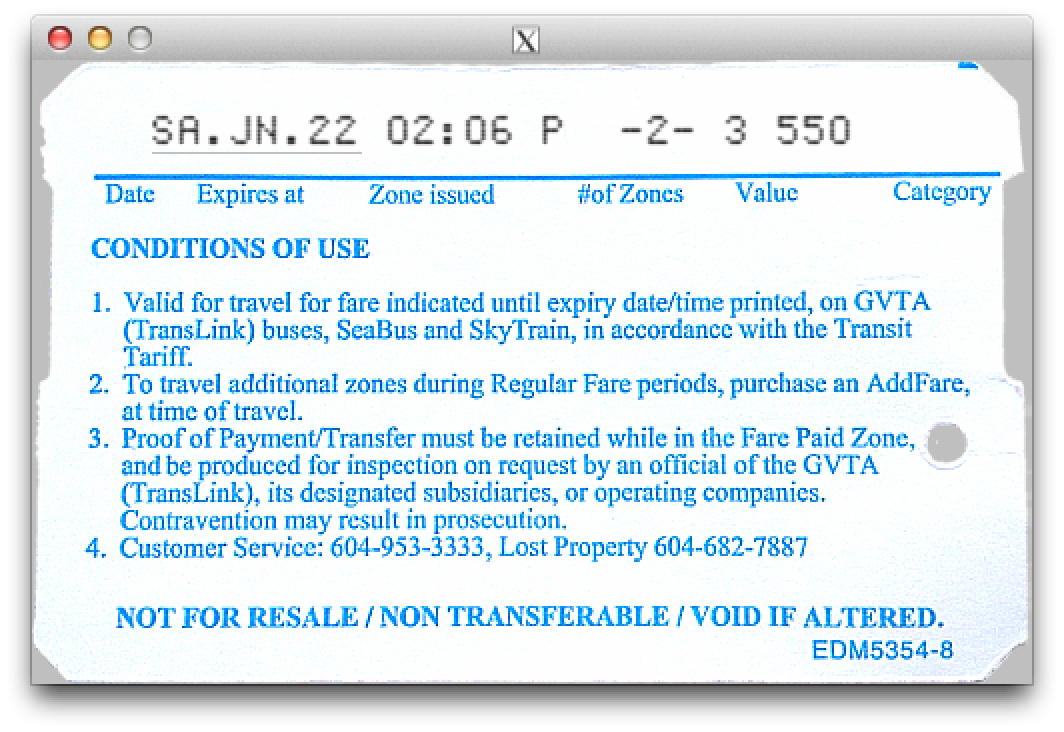 SA.JN.22 02:06 P -2- 3 550
Date Expires at Zone issued #of Zones Value Category
CONDITIONS OF USE
1. Valid for travel for fare indicated until expiry date/time printed, on GVTA
(TransLink) buses, SeaBus and SkyTrain, in accordance with the Transit
Tariff.
2. To travel additional zones during Regular Fare periods, purchase an AddFare,
at time of travel.
3. Proof of Payment/Transfer must be retained while in the Fare Paid Zone,
and be produced for inspection on request by an official of the GVTA
(TransLink), its designated subsidiaries, or operating companies.
Contravention may result in prosecution.
4. Customer Service: 604-953-3333, Lost Property 604-682-7887
NOT FOR RESALE / NON TRANSFERABLE / VOID IF ALTERED.
EDM5354-8